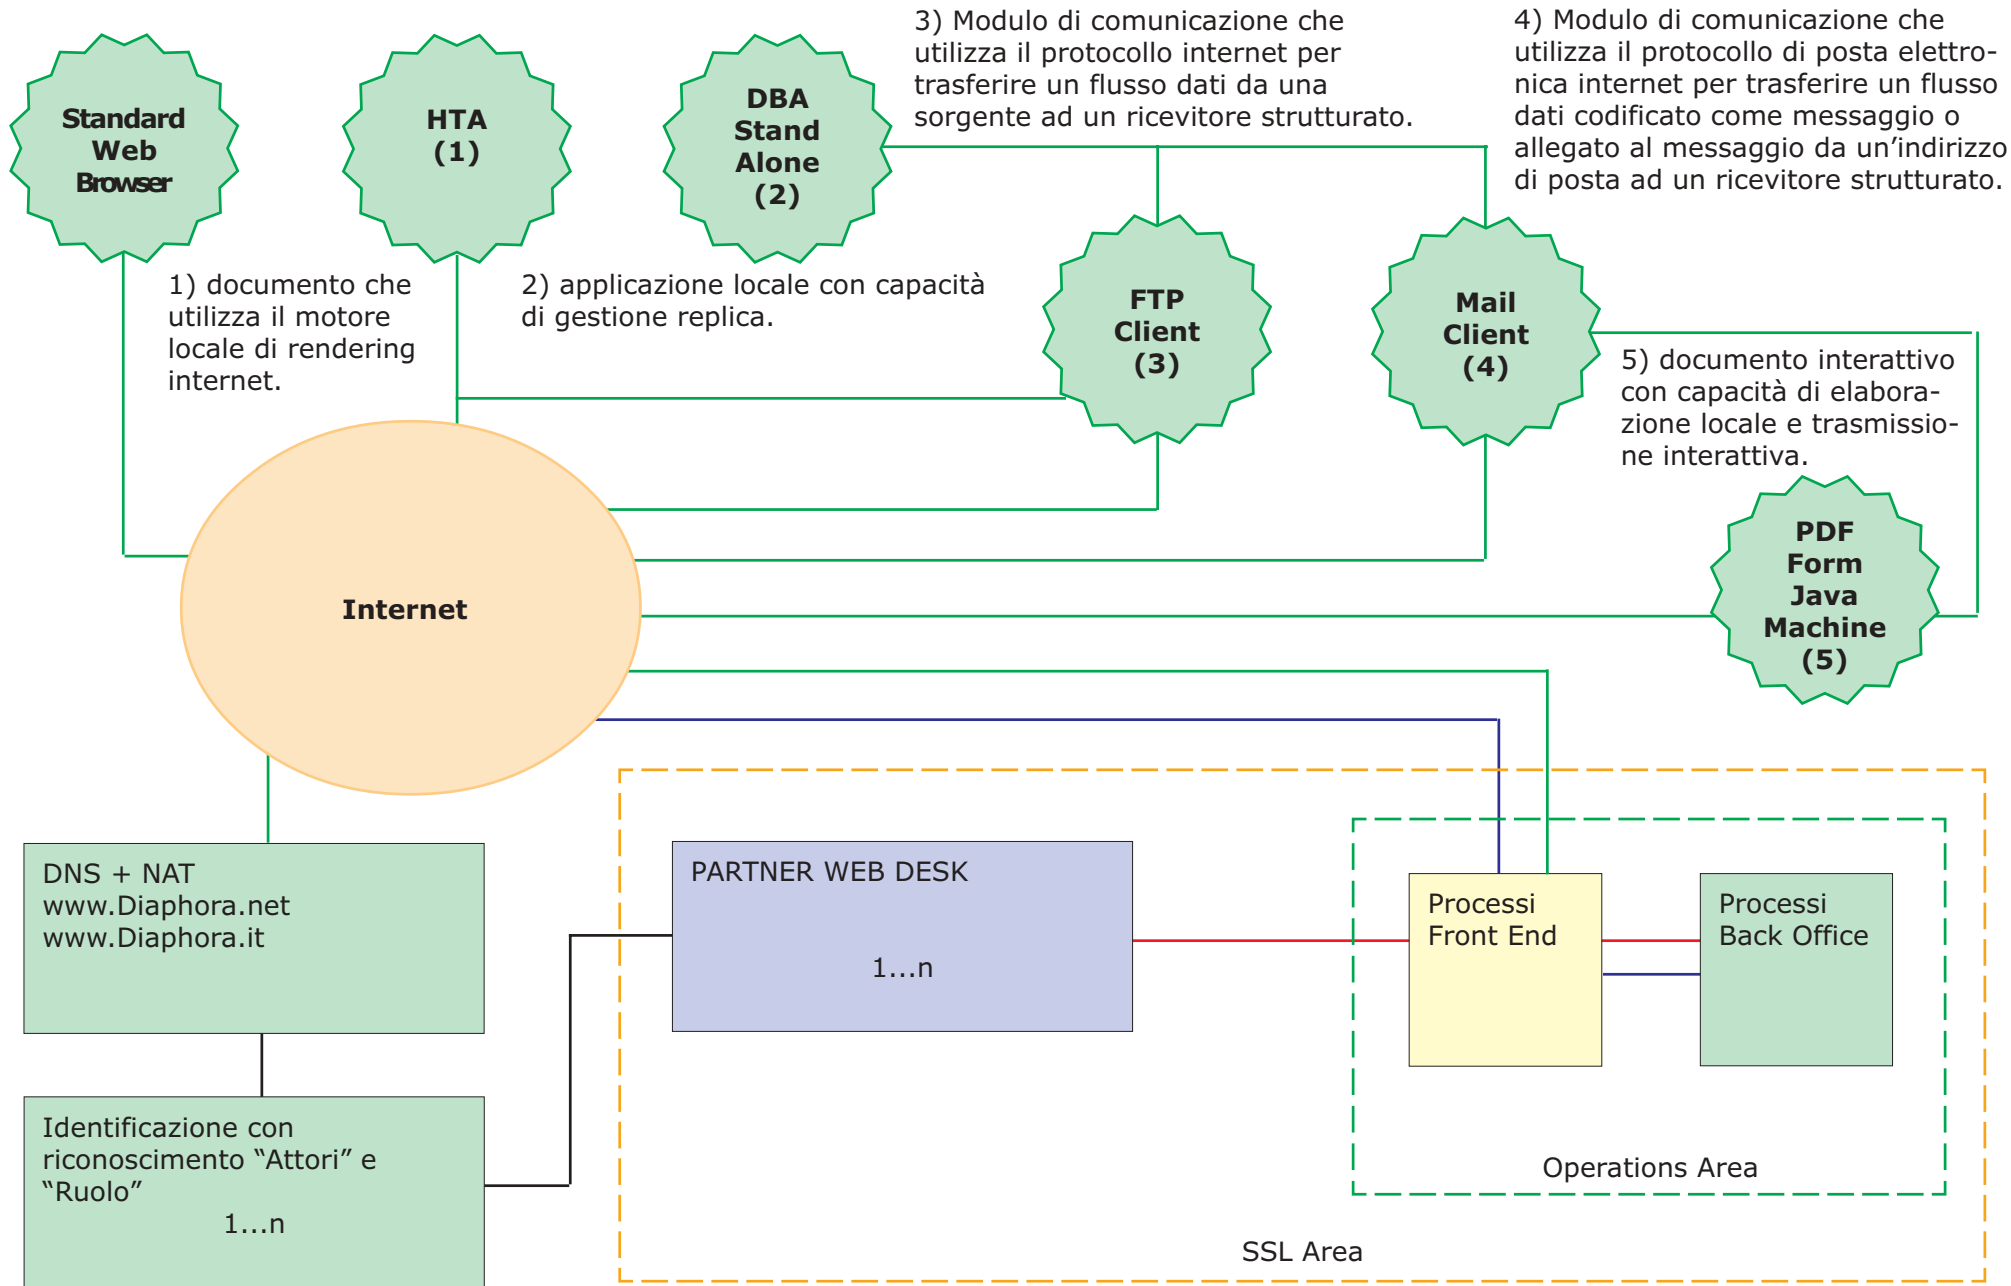 3) Modulo di comunicazione che
utilizza il protocollo internet per
trasferire un flusso dati da una
sorgente ad un ricevitore strutturato.
4) Modulo di comunicazione che
utilizza il protocollo di posta elettro-
nica internet per trasferire un flusso
dati codificato come messaggio o
allegato al messaggio da un’indirizzo
di posta ad un ricevitore strutturato.
Standard
Web
Browser
HTA
(1)
DBA
Stand
Alone
(2)
1) documento che
utilizza il motore
locale di rendering
internet.
2) applicazione locale con capacità
di gestione replica.
FTP
Client
(3)
Mail
Client
(4)
5) documento interattivo
con capacità di elabora-
zione locale e trasmissio-
ne interattiva.
PDF
Form
Java
Machine
(5)
Internet
DNS + NAT
www.Diaphora.net
www.Diaphora.it
PARTNER WEB DESK
1...n
Processi
Front End
Processi
Back Office
Identificazione con
riconoscimento “Attori” e
“Ruolo”
1...n
Operations Area
SSL Area